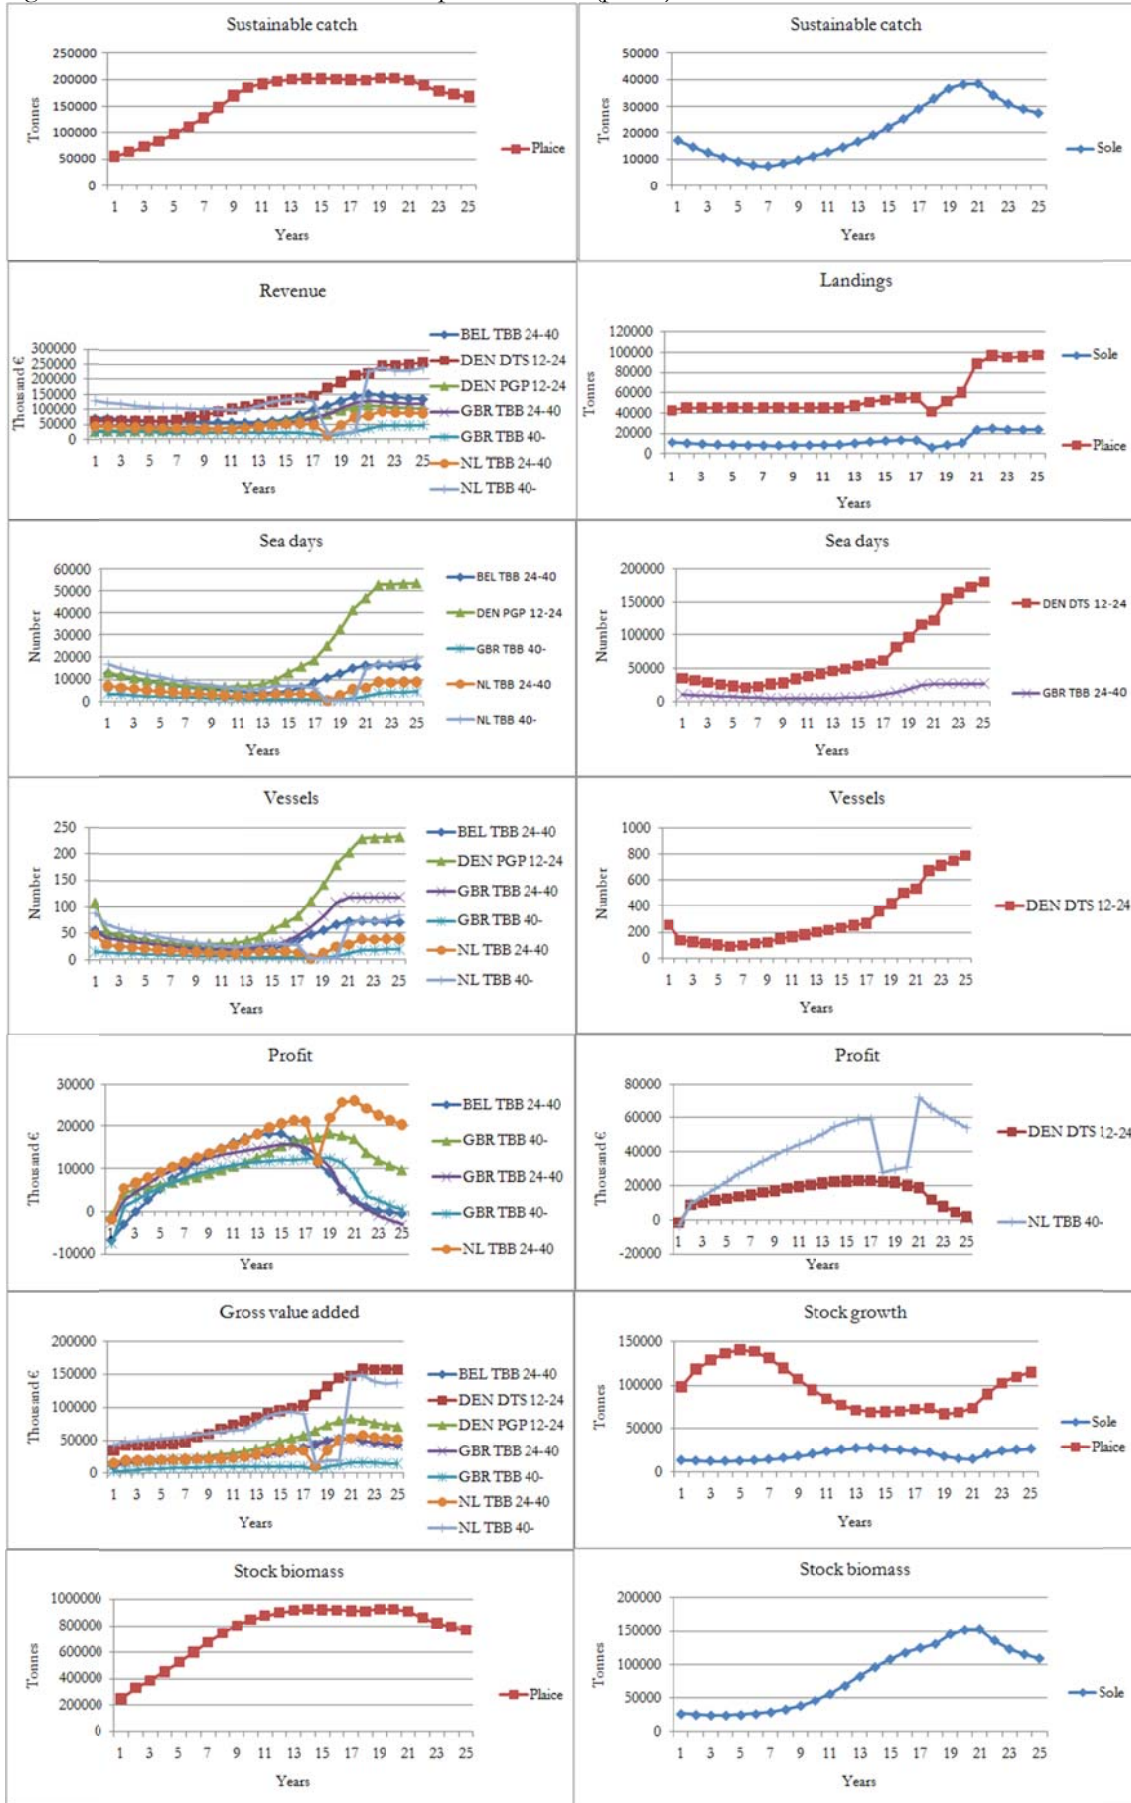 Sustainable catch
250000
200000
150000
100000
50000
0
Tonnes
1 3 5 7 9 11 13 15 17 19 21 23 25
Years
Plaice
Sustainable catch
50000
40000
30000
20000
10000
0
Tonnes
1 3 5 7 9 11 13 15 17 19 21 23 25
Years
Sole
Revenue
300000
250000
200000
150000
100000
50000
0
Thousand €
1 3 5 7 9 11 13 15 17 19 21 23 25
Years
BEL TBB 24-40
DEN DTS 12-24
DEN PGP 12-24
GBR TBB 24-40
GBR TBB 40-
NL TBB 24-40
NL TBB 40-
Landings
120000
100000
80000
60000
40000
20000
0
Tonnes
1 3 5 7 9 11 13 15 17 19 21 23 25
Years
Sole
Plaice
Sea days
60000
50000
40000
30000
20000
10000
0
Number
1 3 5 7 9 11 13 15 17 19 21 23 25
Years
BEL TBB 24-40
DEN PGP 12-24
GBR TBB 40-
NL TBB 24-40
NL TBB 40-
Sea days
200000
150000
100000
50000
0
Number
1 3 5 7 9 11 13 15 17 19 21 23 25
Years
DEN DTS 12-24
GBR TBB 24-40
Vessels
250
200
150
100
50
0
Number
1 3 5 7 9 11 13 15 17 19 21 23 25
Years
BEL TBB 24-40
DEN PGP 12-24
GBR TBB 24-40
GBR TBB 40-
NL TBB 24-40
NL TBB 40-
Vessels
1000
800
600
400
200
0
Number
1 3 5 7 9 11 13 15 17 19 21 23 25
Years
DEN DTS 12-24
Profit
30000
20000
10000
0
-10000
Thousand €
1 3 5 7 9 11 13 15 17 19 21 23 25
Years
BEL TBB 24-40
GBR TBB 40-
GBR TBB 24-40
GBR TBB 40-
NL TBB 24-40
Profit
80000
60000
40000
20000
0
-20000
Thousand €
1 3 5 7 9 11 13 15 17 19 21 23 25
Years
DEN DTS 12-24
NL TBB 40-
Gross value added
200000
150000
100000
50000
0
Thousand €
1 3 5 7 9 11 13 15 17 19 21 23 25
Years
BEL TBB 24-40
DEN DTS 12-24
DEN PGP 12-24
GBR TBB 24-40
GBR TBB 40-
NL TBB 24-40
NL TBB 40-
Stock growth
150000
100000
50000
0
Tonnes
1 3 5 7 9 11 13 15 17 19 21 23 25
Years
Sole
Plaice
Stock biomass
1000000
800000
600000
400000
200000
0
Tonnes
1 3 5 7 9 11 13 15 17 19 21 23 25
Years
Plaice
Stock biomass
200000
150000
100000
50000
0
Tonnes
1 3 5 7 9 11 13 15 17 19 21 23 25
Years
Sole